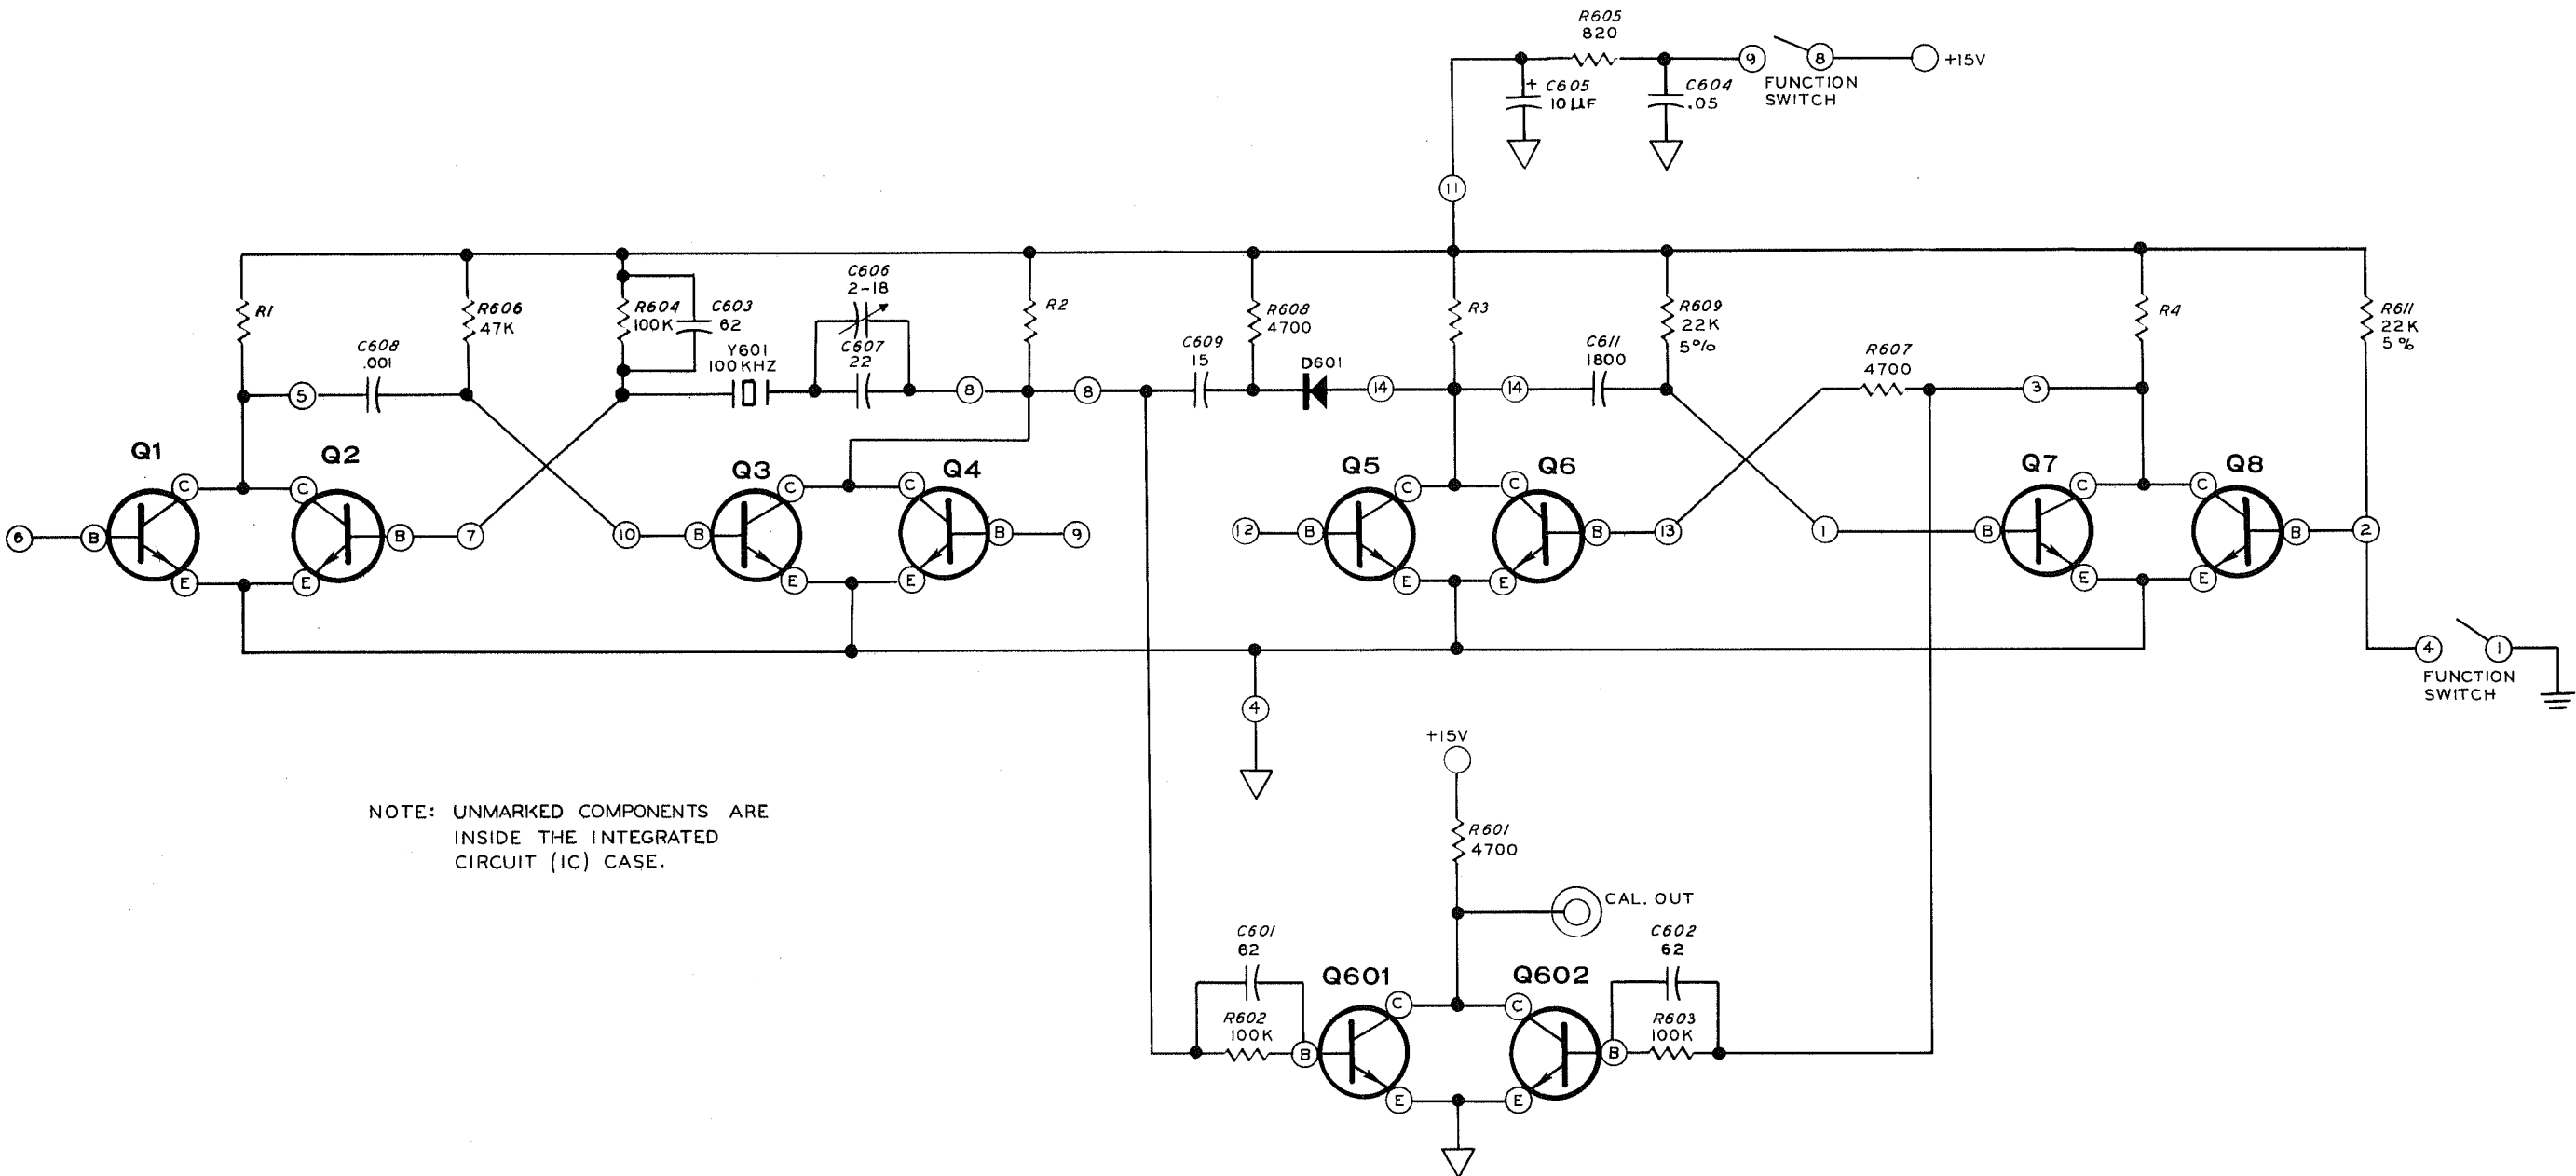 R605
820
9
8
+15V
FUNCTION
SWITCH
+ C605
10 µF
C604
.05
11
R1
R606
47K
R604
100K
C603
62
C606
2-18
R2
R608
4700
R3
R609
22K
5%
R4
R611
22K
5%
C608
.001
5
Y601
100KHZ
C607
22
8
8
C609
15
D601
14
14
C611
1800
R607
4700
3
Q1
Q2
Q3
Q4
Q5
Q6
Q7
Q8
C
C
C
C
C
C
C
C
6
B
B
7
10
B
B
9
12
B
B
13
1
B
B
2
E
E
E
E
E
E
E
E
4
4
1
FUNCTION
SWITCH
+15V
NOTE: UNMARKED COMPONENTS ARE
INSIDE THE INTEGRATED
CIRCUIT (IC) CASE.
R601
4700
CAL. OUT
C601
62
Q601
Q602
C602
62
C
C
R602
100K
B
B
R603
100K
E
E